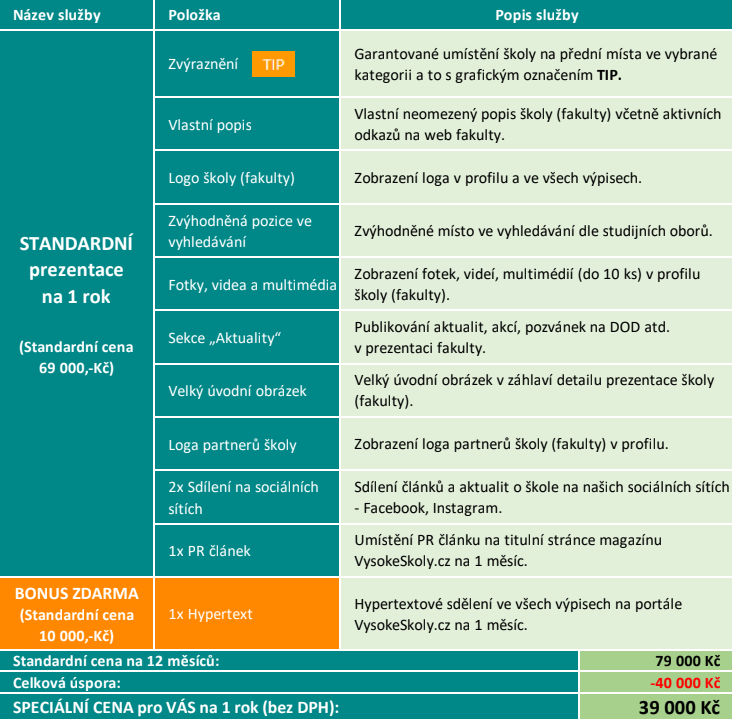 Název služby
Položka
Popis služby
STANDARDNÍ
prezentace
na 1 rok
(Standardní cena
69 000,-Kč)
Zvýraznění TIP
Garantované umístění školy na přední místa ve vybrané
kategorii a to s grafickým označením TIP.
Vlastní popis
Vlastní neomezený popis školy (fakulty) včetně aktivních
odkazů na web fakulty.
Logo školy (fakulty)
Zobrazení loga v profilu a ve všech výpisech.
Zvýhodněná pozice ve
vyhledávání
Zvýhodněné místo ve vyhledávání dle studijních oborů.
Fotky, videa a multimédia
Zobrazení fotek, videí, multimédií (do 10 ks) v profilu
školy (fakulty).
Sekce „Aktuality“
Publikování aktualit, akcí, pozvánek na DOD atd.
v prezentaci fakulty.
Velký úvodní obrázek
Velký úvodní obrázek v záhlaví detailu prezentace školy
(fakulty).
Loga partnerů školy
Zobrazení loga partnerů školy (fakulty) v profilu.
2x Sdílení na sociálních
sítích
Sdílení článků a aktualit o škole na našich sociálních sítích
- Facebook, Instagram.
1x PR článek
Umístění PR článku na titulní stránce magazínu
VysokeSkoly.cz na 1 měsíc.
BONUS ZDARMA
(Standardní cena
10 000,-Kč)
1x Hypertext
Hypertextové sdělení ve všech výpisech na portále
VysokeSkoly.cz na 1 měsíc.
Standardní cena na 12 měsíců: 79 000 Kč
Celková úspora: -40 000 Kč
SPECIÁLNÍ CENA pro VÁS na 1 rok (bez DPH): 39 000 Kč